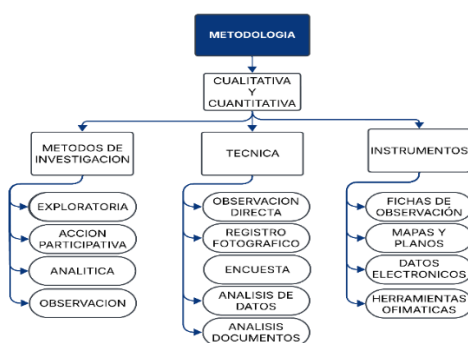 METODOLOGIA
CUALITATIVA
Y
CUANTITATIVA
METODOS DE
INVESTIGACION
EXPLORATORIA
ACCION
PARTICIPATIVA
ANALITICA
OBSERVACION
TECNICA
OBSERVACION
DIRECTA
REGISTRO
FOTOGRAFICO
ENCUESTA
ANALISIS DE
DATOS
ANALISIS
DOCUMENTOS
INSTRUMENTOS
FICHAS DE
OBSERVACIÓN
MAPAS Y
PLANOS
DATOS
ELECTRONICOS
HERRAMIENTAS
OFIMATICAS